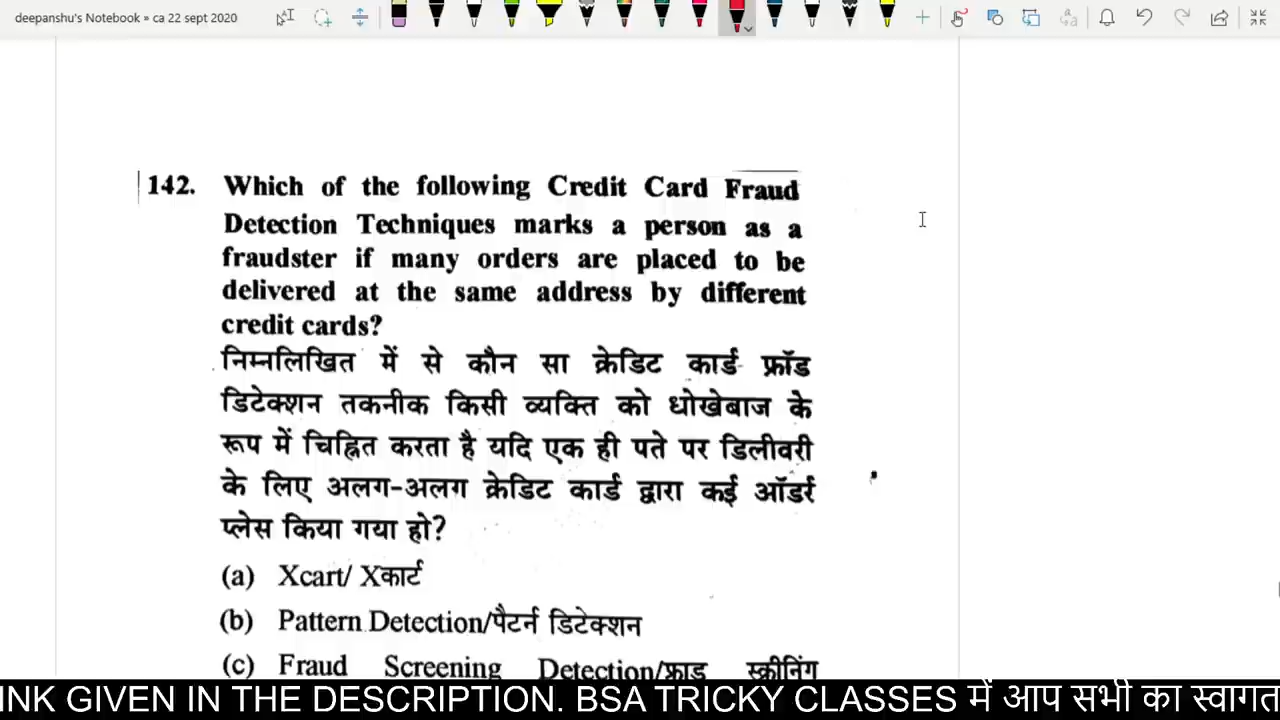 deepanshu's Notebook » ca 22 sept 2020
142. Which of the following Credit Card Fraud
Detection Techniques marks a person as a
fraudster if many orders are placed to be
delivered at the same address by different
credit cards?
निम्नलिखित में से कौन सा क्रेडिट कार्ड फ्रॉड
डिटेक्शन तकनीक किसी व्यक्ति को धोखेबाज के
रूप में चिह्नित करता है यदि एक ही पते पर डिलीवरी
के लिए अलग-अलग क्रेडिट कार्ड द्वारा कई ऑडर्र
प्लेस किया गया हो?
(a) Xcart/ Xकार्ट
(b) Pattern Detection/पैटर्न डिटेक्शन
(c) Fraud Screening Detection/फ्राड स्क्रीनिंग
INK GIVEN IN THE DESCRIPTION. BSA TRICKY CLASSES में आप सभी का स्वागत